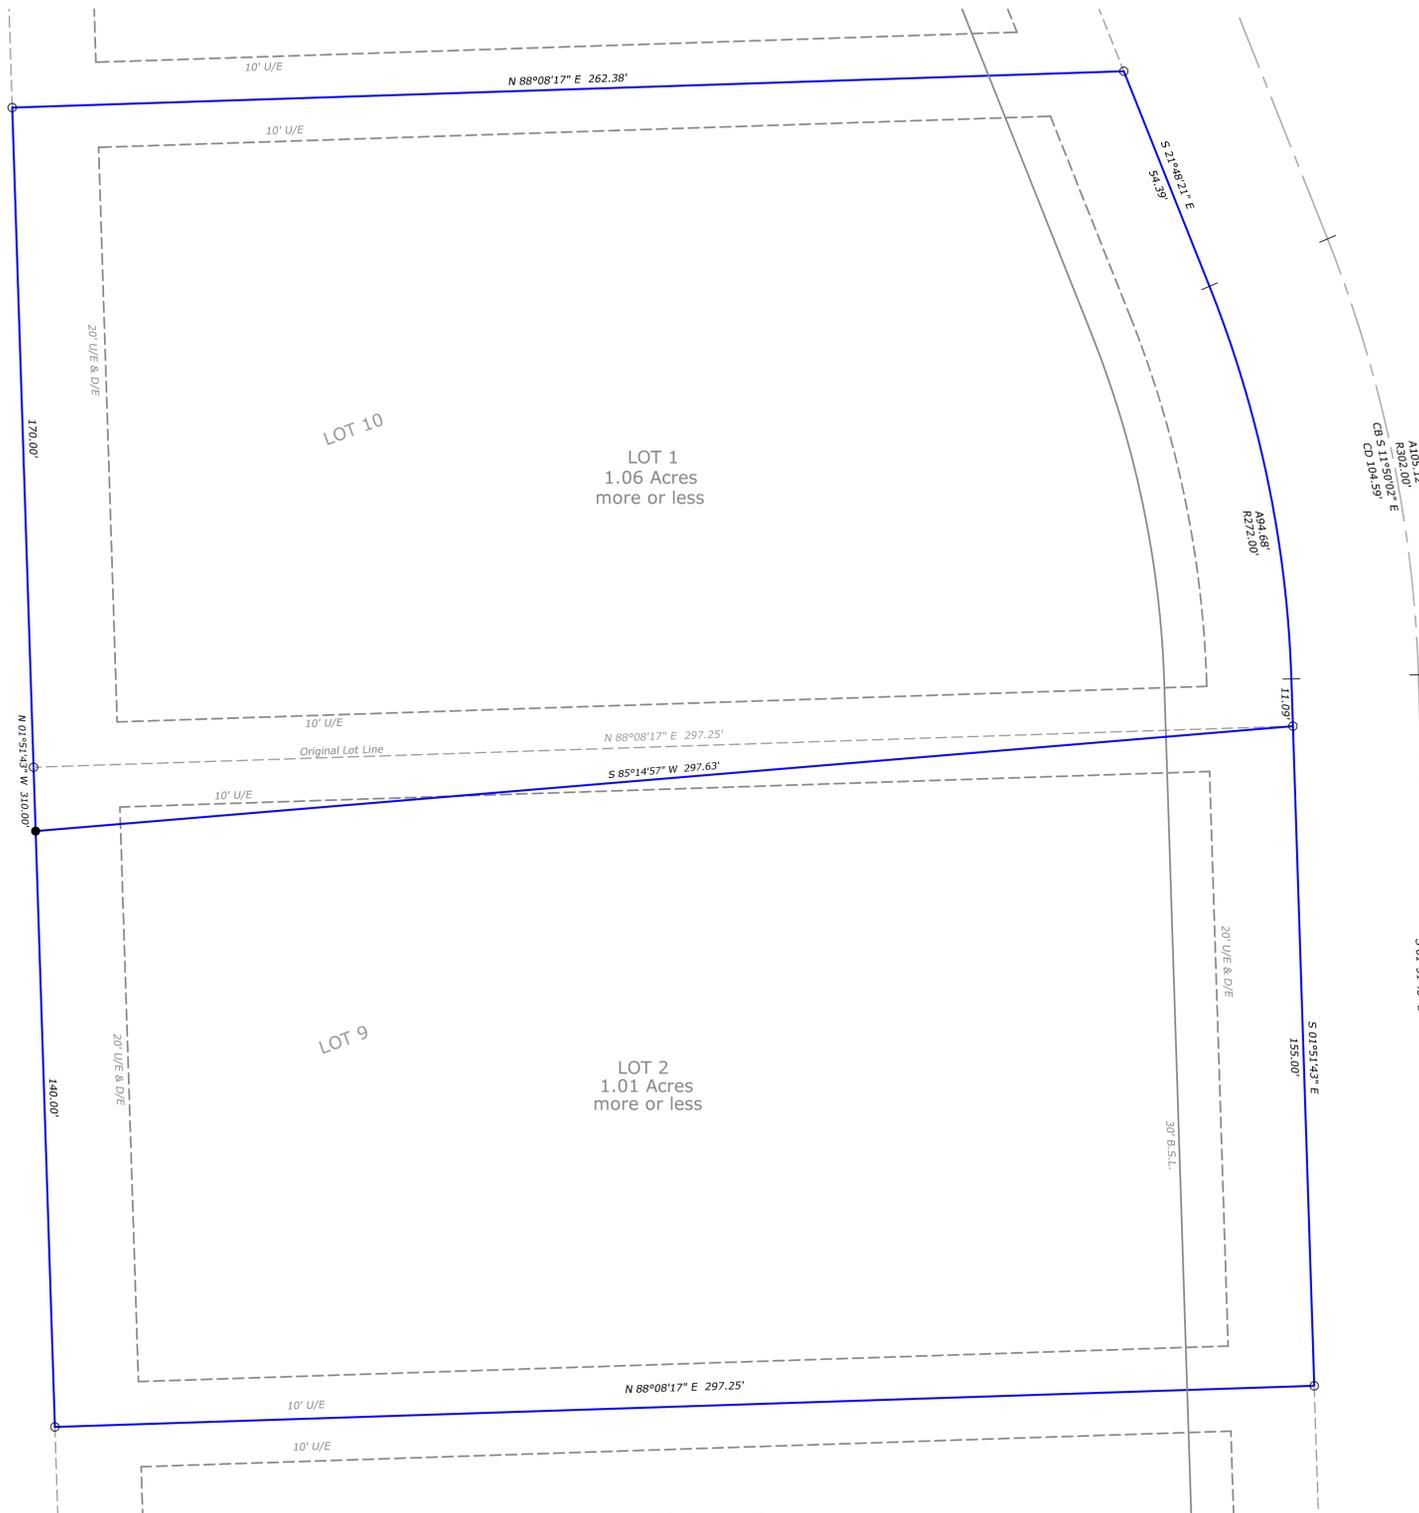 10' U/E
N 88°08'17" E 262.38'
10' U/E
S 21°48'21" E
54.39'
20' U/E & D/E
170.00'
LOT 10
LOT 1
1.06 Acres
more or less
R302.00'
CB S 11°50'02" E
CD 104.59'
A94.68'
R272.00'
11.09'
10' U/E
Original Lot Line
N 88°08'17" E 297.25'
S 85°14'57" W 297.63'
N 01°51'43" W 310.00'
10' U/E
20' U/E & D/E
LOT 9
LOT 2
1.01 Acres
more or less
20' U/E & D/E
140.00'
S 01°51'43" E
155.00'
30' B.S.L.
N 88°08'17" E 297.25'
10' U/E
10' U/E